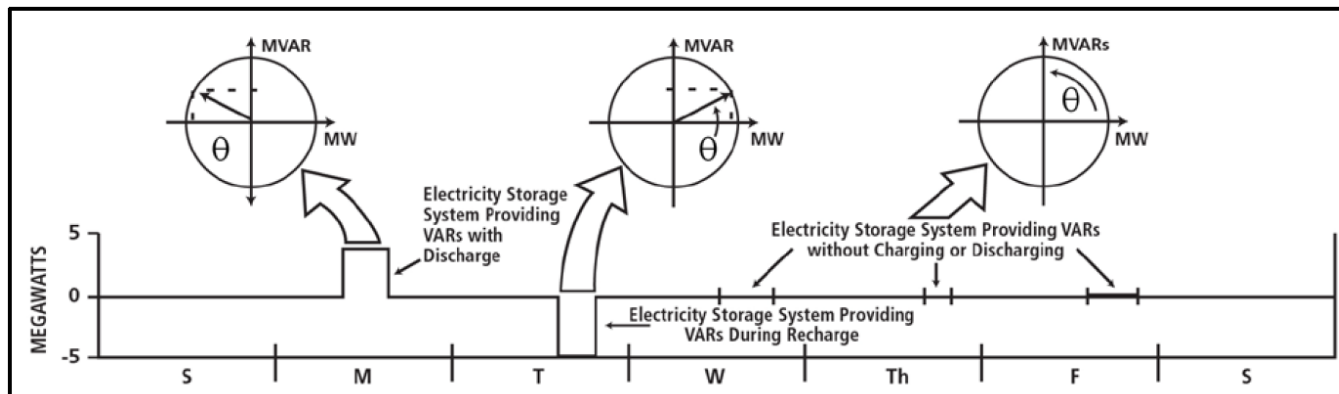 MVAR
MW
θ
MVAR
MW
θ
MVARs
MW
θ
Electricity Storage
System Providing
VARs with
Discharge
Electricity Storage System Providing VARs
without Charging or Discharging
Electricity Storage System Providing
VARs During Recharge
MEGAWATTS
5
0
-5
S
M
T
W
Th
F
S